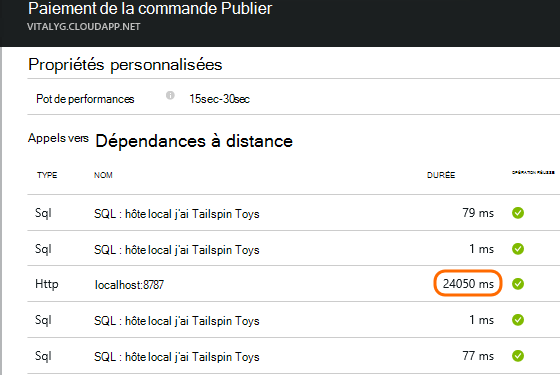 Paiement de la commande Publier
VITALYG.CLOUDAPP.NET
Propriétés personnalisées
Pot de performances 15sec-30sec
Appels vers Dépendances à distance
TYPE NOM DURÉE OPÉRATION RÉUSSIE
Sql SQL : hôte local j'ai Tailspin Toys 79 ms
Sql SQL : hôte local j'ai Tailspin Toys 1 ms
Http localhost:8787 24050 ms
Sql SQL : hôte local j'ai Tailspin Toys 1 ms
Sql SQL : hôte local j'ai Tailspin Toys 77 ms